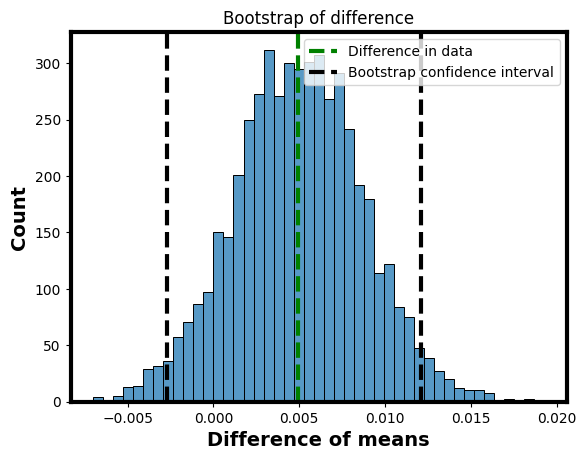 Bootstrap of difference
Difference in data
Bootstrap confidence interval
Count
300
250
200
150
100
50
0
−0.005 0.000 0.005 0.010 0.015 0.020
Difference of means